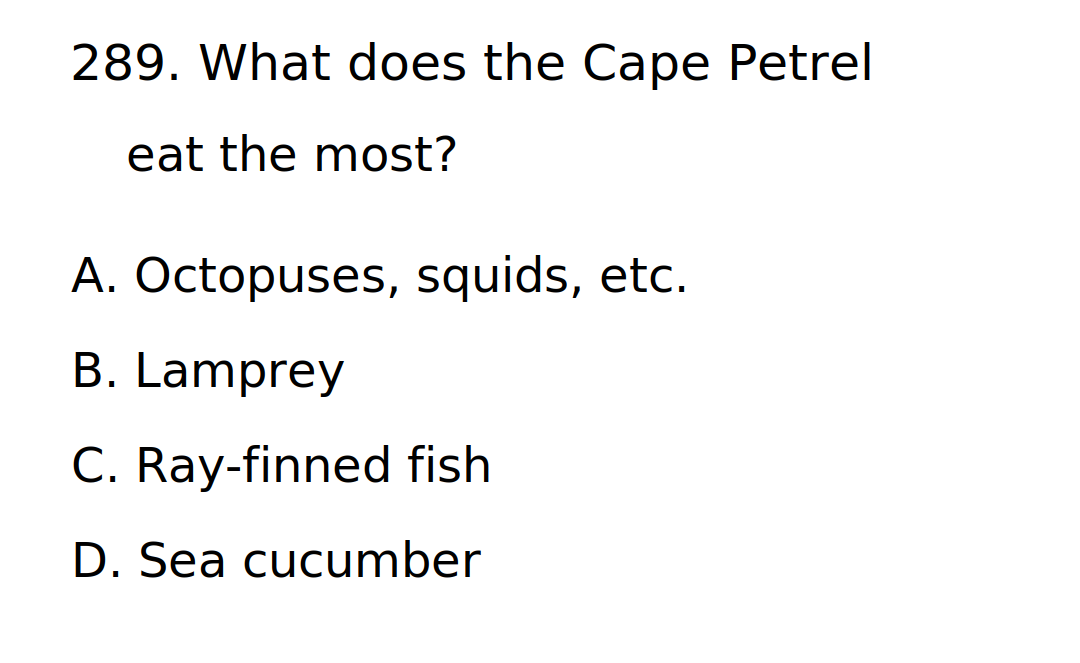 289. What does the Cape Petrel
eat the most?
A. Octopuses, squids, etc.
B. Lamprey
C. Ray-finned fish
D. Sea cucumber